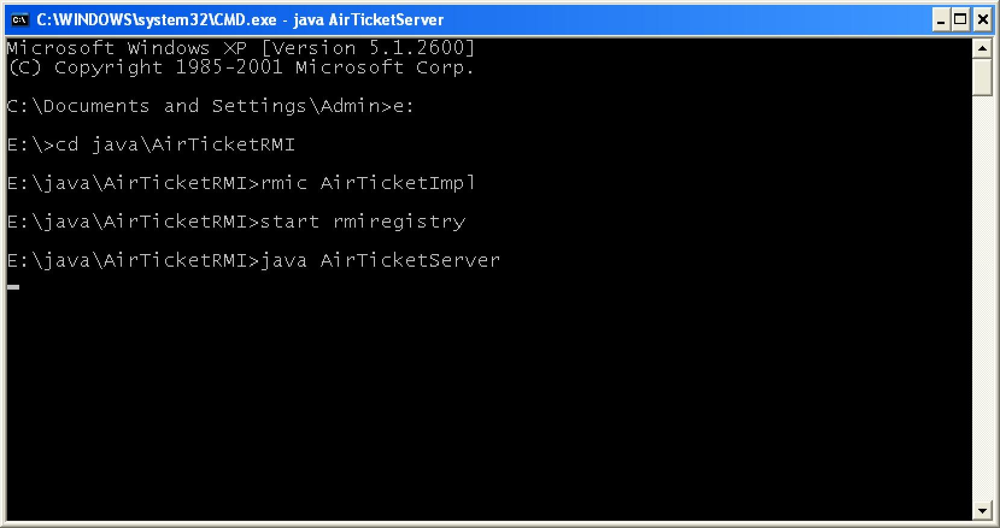 C:\WINDOWS\system32\CMD.exe - java AirTicketServer
Microsoft Windows XP [Version 5.1.2600]
(C) Copyright 1985-2001 Microsoft Corp.
C:\Documents and Settings\Admin>e:
E:\>cd java\AirTicketRMI
E:\java\AirTicketRMI>rmic AirTicketImpl
E:\java\AirTicketRMI>start rmiregistry
E:\java\AirTicketRMI>java AirTicketServer